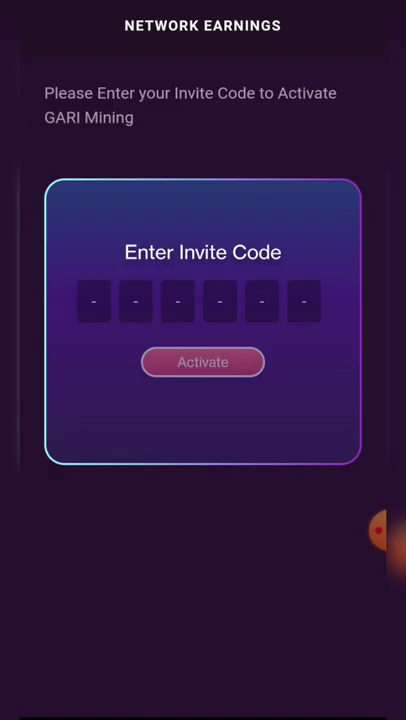 NETWORK EARNINGS
Please Enter your Invite Code to Activate
GARI Mining
Enter Invite Code
- - - - - -
Activate